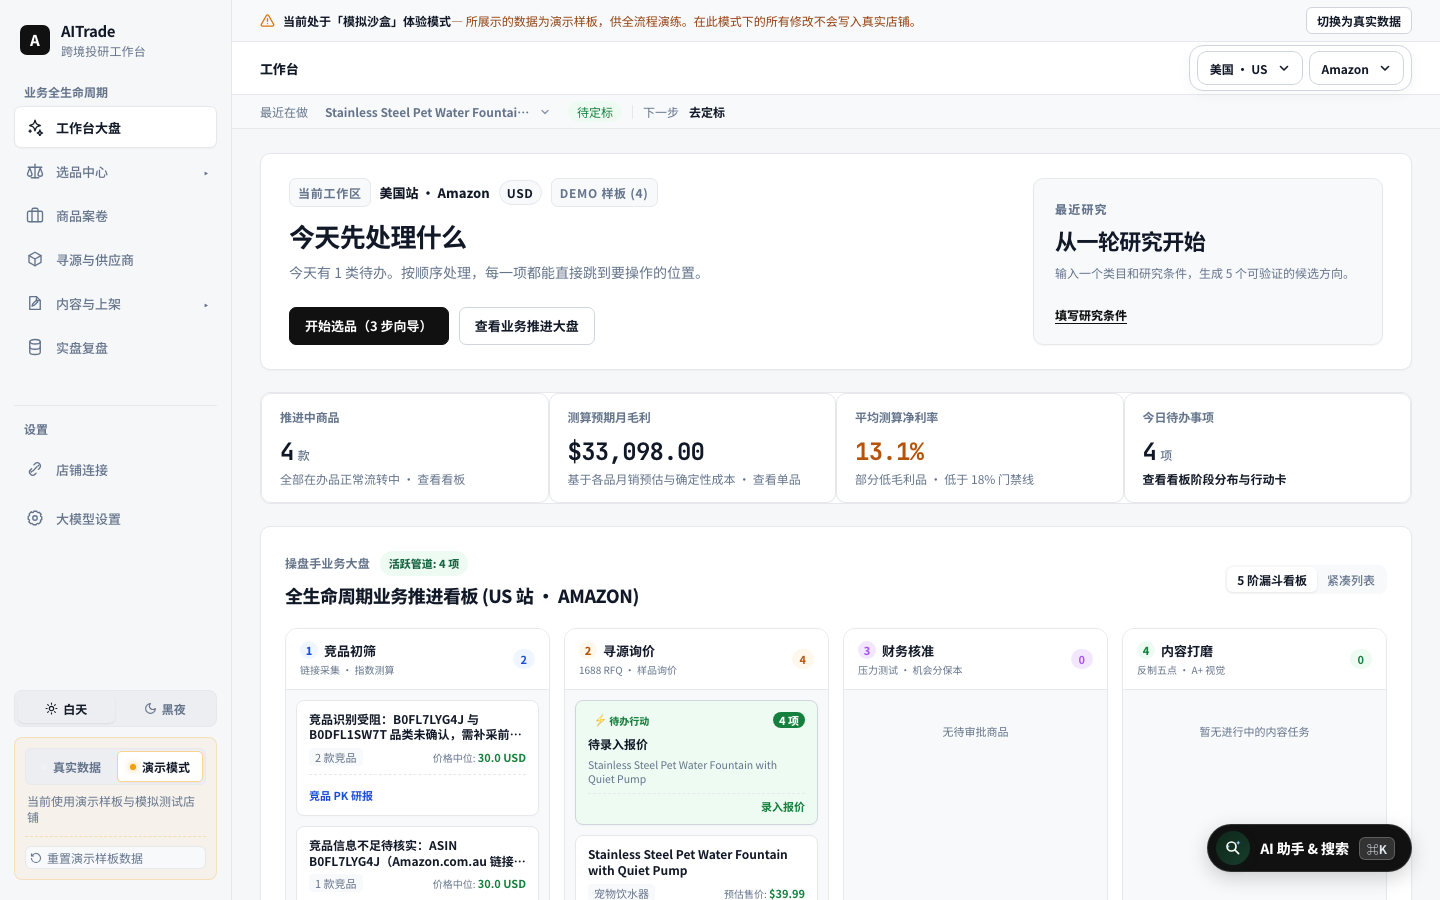 A
AITrade
跨境投研工作台
业务全生命周期
工作台大盘
选品中心
商品案卷
寻源与供应商
内容与上架
实盘复盘
设置
店铺连接
大模型设置
白天
黑夜
真实数据
演示模式
当前使用演示样板与模拟测试店
铺
重置演示样板数据
当前处于「模拟沙盒」体验模式— 所展示的数据为演示样板，供全流程演练。在此模式下的所有修改不会写入真实店铺。
切换为真实数据
工作台
美国 • US
Amazon
最近在做
Stainless Steel Pet Water Fountai…
待定标
下一步
去定标
当前工作区
美国站 • Amazon
USD
DEMO 样板 (4)
今天先处理什么
今天有 1 类待办。按顺序处理，每一项都能直接跳到要操作的位置。
开始选品（3 步向导）
查看业务推进大盘
最近研究
从一轮研究开始
输入一个类目和研究条件，生成 5 个可验证的候选方向。
填写研究条件
推进中商品
4 款
全部在办品正常流转中 • 查看看板
测算预期月毛利
$33,098.00
基于各品月销预估与确定性成本 • 查看单品
平均测算净利率
13.1%
部分低毛利品 • 低于 18% 门禁线
今日待办事项
4 项
查看看板阶段分布与行动卡
操盘手业务大盘
活跃管道: 4 项
全生命周期业务推进看板 (US 站 • AMAZON)
5 阶漏斗看板
紧凑列表
1 竞品初筛
链接采集 • 指数测算
2
竞品识别受阻：B0FL7LYG4J 与
B0DFL1SW7T 品类未确认，需补采前…
2 款竞品
价格中位: 30.0 USD
竞品 PK 研报
竞品信息不足待核实：ASIN
B0FL7LYG4J（Amazon.com.au 链接…
1 款竞品
价格中位: 30.0 USD
2 寻源询价
1688 RFQ • 样品询价
4
⚡ 待办行动
4 项
待录入报价
Stainless Steel Pet Water Fountain with
Quiet Pump
录入报价
Stainless Steel Pet Water Fountain
with Quiet Pump
宠物饮水器
预估售价: $39.99
3 财务核准
压力测试 • 机会分保本
0
无待审批商品
4 内容打磨
反制五点 • A+ 视觉
0
暂无进行中的内容任务
AI 助手 & 搜索
⌘K